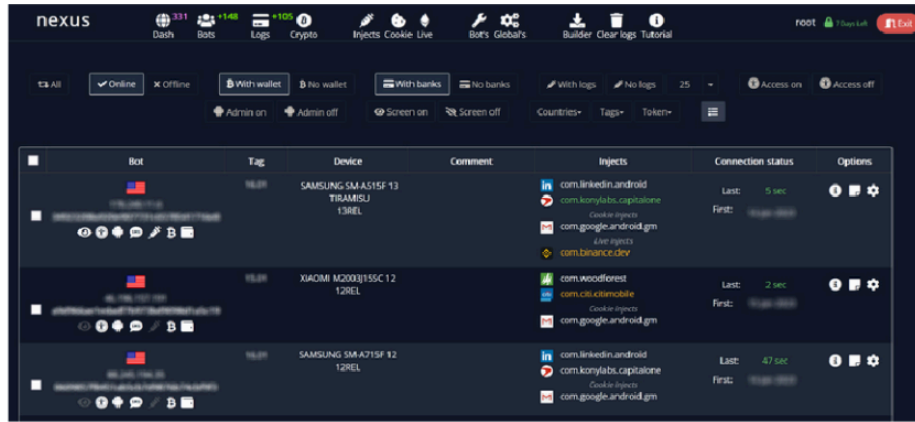 nexus
331 +148 +105 0
Dash Bots Logs Crypto Injects Cookie Live Bot's Global's Builder Clear logs Tutorial
root 7 Days Left Exit
All Online Offline With wallet No wallet With banks No banks With logs No logs 25 Access on Access off
Admin on Admin off Screen on Screen off Countries Tags Token
Bot Tag Device Comment Injects Connection status Options
SAMSUNG SM-A515F 13
TIRAMISU
13REL
com.linkedin.android
com.konylabs.capitalone
Cookie Injects
com.google.android.gm
Live Injects
com.binance.dev
Last: 5 sec
First:
XIAOMI M2003J15SC 12
12REL
com.woodforest
com.citi.citimobile
Cookie Injects
com.google.android.gm
Last: 2 sec
First:
SAMSUNG SM-A715F 12
12REL
com.linkedin.android
com.konylabs.capitalone
Cookie Injects
com.google.android.gm
Last: 47 sec
First: